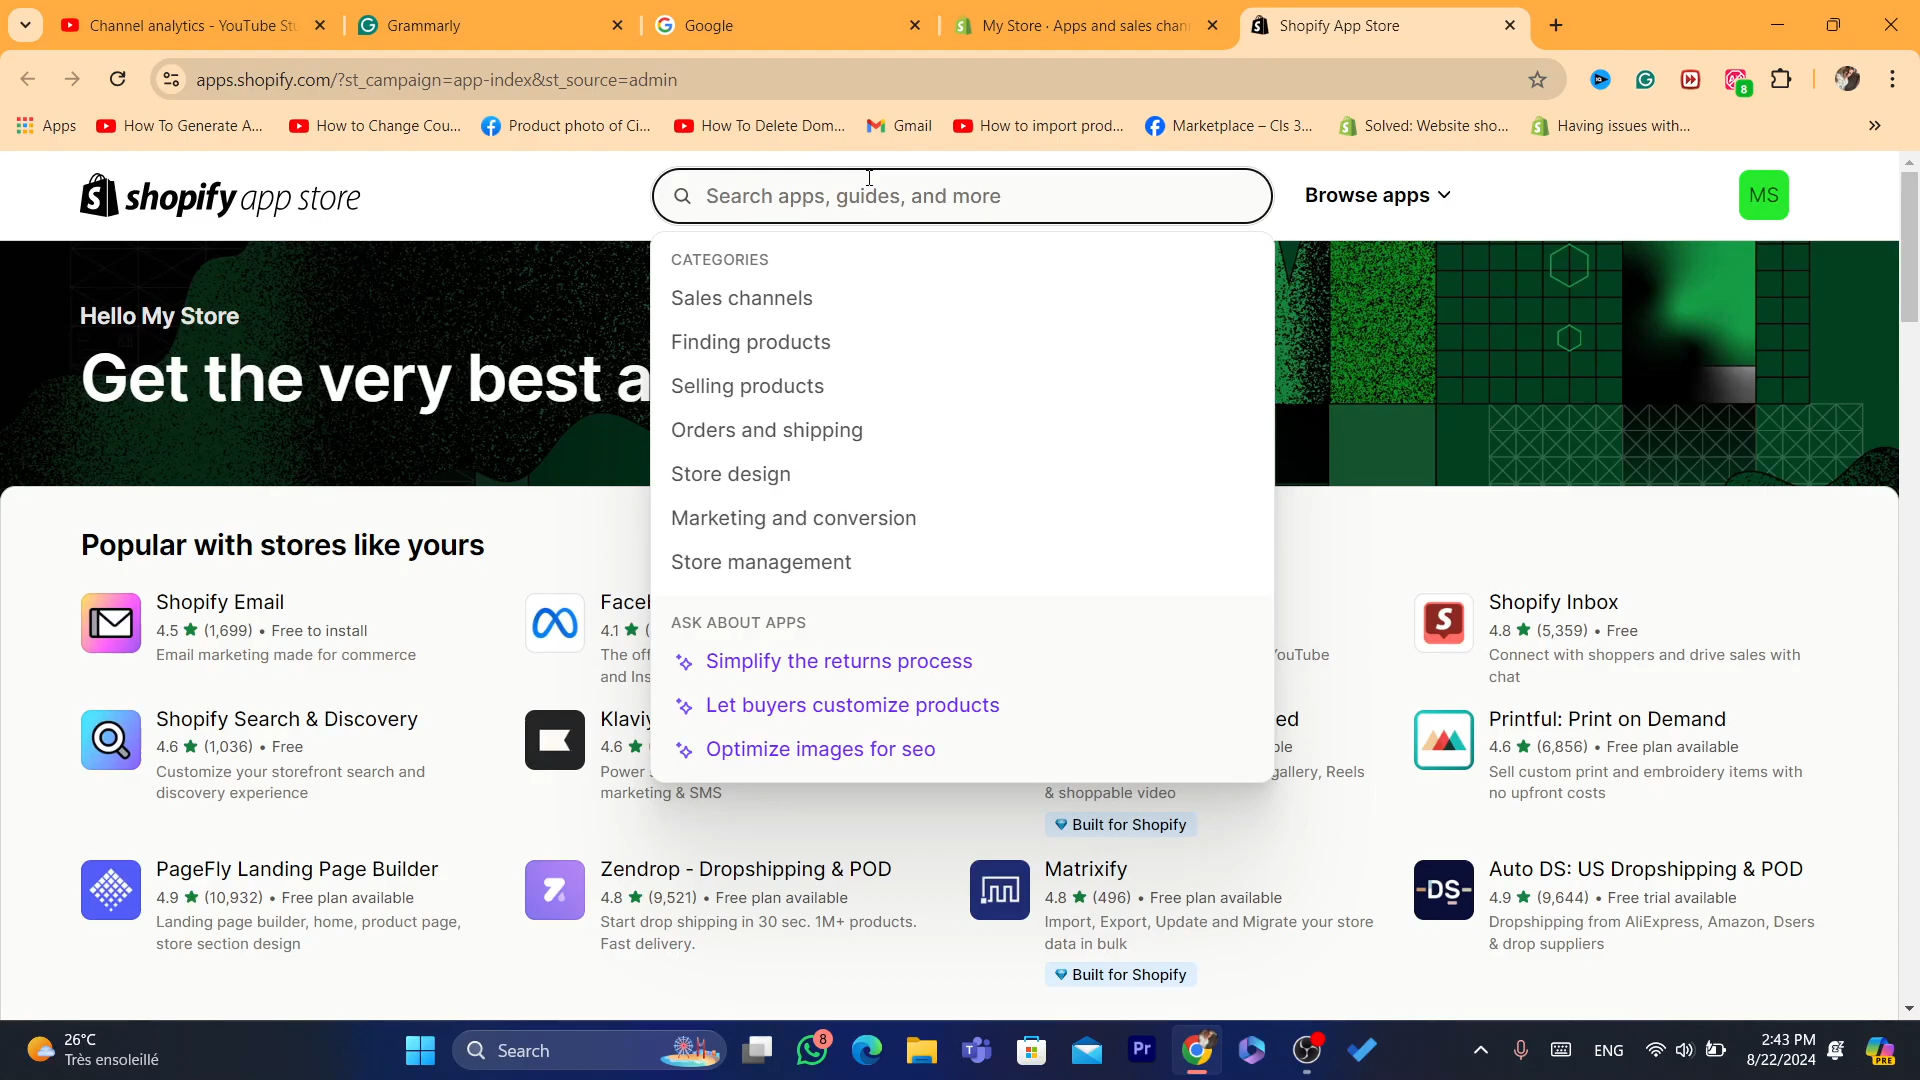 Channel analytics - YouTube Stu
Grammarly
Google
My Store · Apps and sales chann
Shopify App Store
apps.shopify.com/?st_campaign=app-index&st_source=admin
8
Apps
How To Generate A...
How to Change Cou...
Product photo of Ci...
How To Delete Dom...
Gmail
How to import prod...
Marketplace – Cls 3...
Solved: Website sho...
Having issues with...
shopify app store
Search apps, guides, and more
Browse apps
MS
CATEGORIES
Sales channels
Finding products
Selling products
Orders and shipping
Store design
Marketing and conversion
Store management
ASK ABOUT APPS
Simplify the returns process
Let buyers customize products
Optimize images for seo
Hello My Store
Get the very best a
Popular with stores like yours
Shopify Email
4.5 ★ (1,699) • Free to install
Email marketing made for commerce
Faceb
4.1 ★ (
The off
and Ins
YouTube
Shopify Inbox
4.8 ★ (5,359) • Free
Connect with shoppers and drive sales with
chat
Shopify Search & Discovery
4.6 ★ (1,036) • Free
Customize your storefront search and
discovery experience
Klaviy
4.6 ★
Power s
marketing & SMS
ed
ble
gallery, Reels
& shoppable video
Built for Shopify
Printful: Print on Demand
4.6 ★ (6,856) • Free plan available
Sell custom print and embroidery items with
no upfront costs
PageFly Landing Page Builder
4.9 ★ (10,932) • Free plan available
Landing page builder, home, product page,
store section design
Zendrop - Dropshipping & POD
4.8 ★ (9,521) • Free plan available
Start drop shipping in 30 sec. 1M+ products.
Fast delivery.
Matrixify
4.8 ★ (496) • Free plan available
Import, Export, Update and Migrate your store
data in bulk
Built for Shopify
-DS-
Auto DS: US Dropshipping & POD
4.9 ★ (9,644) • Free trial available
Dropshipping from AliExpress, Amazon, Dsers
& drop suppliers
26°C
Très ensoleillé
Search
8
Pr
ENG
2:43 PM
8/22/2024
PRE